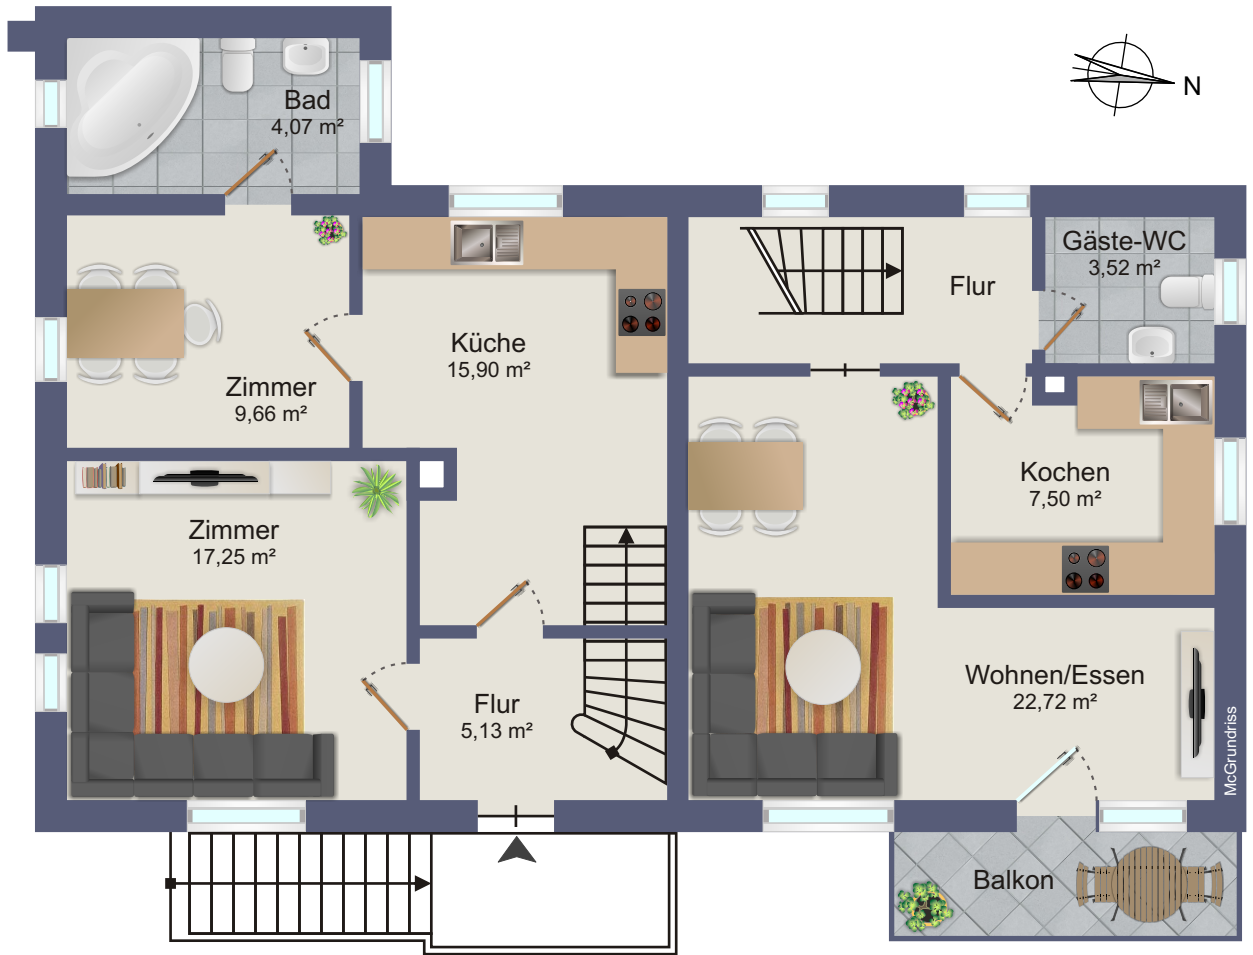 N
Bad
4,07 m²
Gäste-WC
3,52 m²
Flur
Küche
15,90 m²
Zimmer
9,66 m²
Kochen
7,50 m²
Zimmer
17,25 m²
Wohnen/Essen
22,72 m²
Flur
5,13 m²
McGrundriss
Balkon